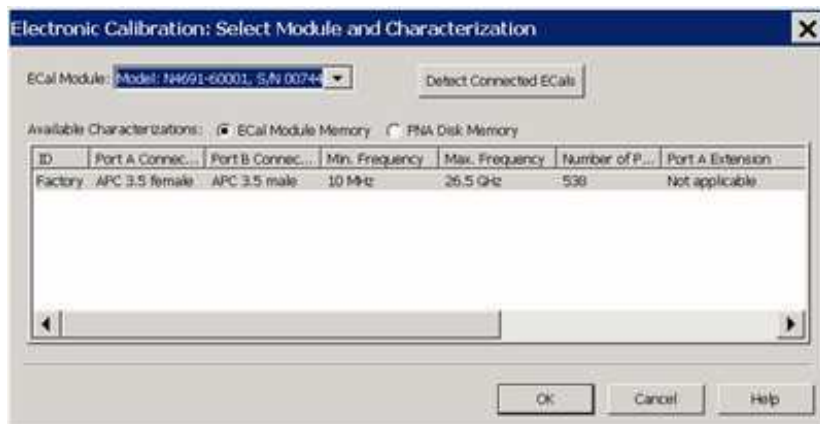 Electronic Calibration: Select Module and Characterization
ECal Module: Model: N4691-60001, S/N 00744
Detect Connected ECals
Available Characterizations: ECal Module Memory PNA Disk Memory
ID Port A Connec... Port B Connec... Min. Frequency Max. Frequency Number of P... Port A Extension
Factory APC 3.5 female APC 3.5 male 10 MHz 26.5 GHz 538 Not applicable
OK Cancel Help